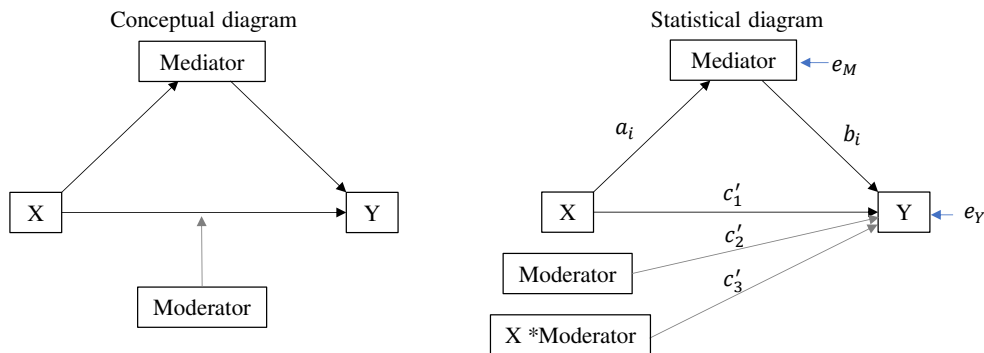 Conceptual diagram
Mediator
X
Y
Moderator
Statistical diagram
Mediator
e_M
a_i
b_i
X
c′_1
Y
e_Y
c′_2
Moderator
c′_3
X *Moderator